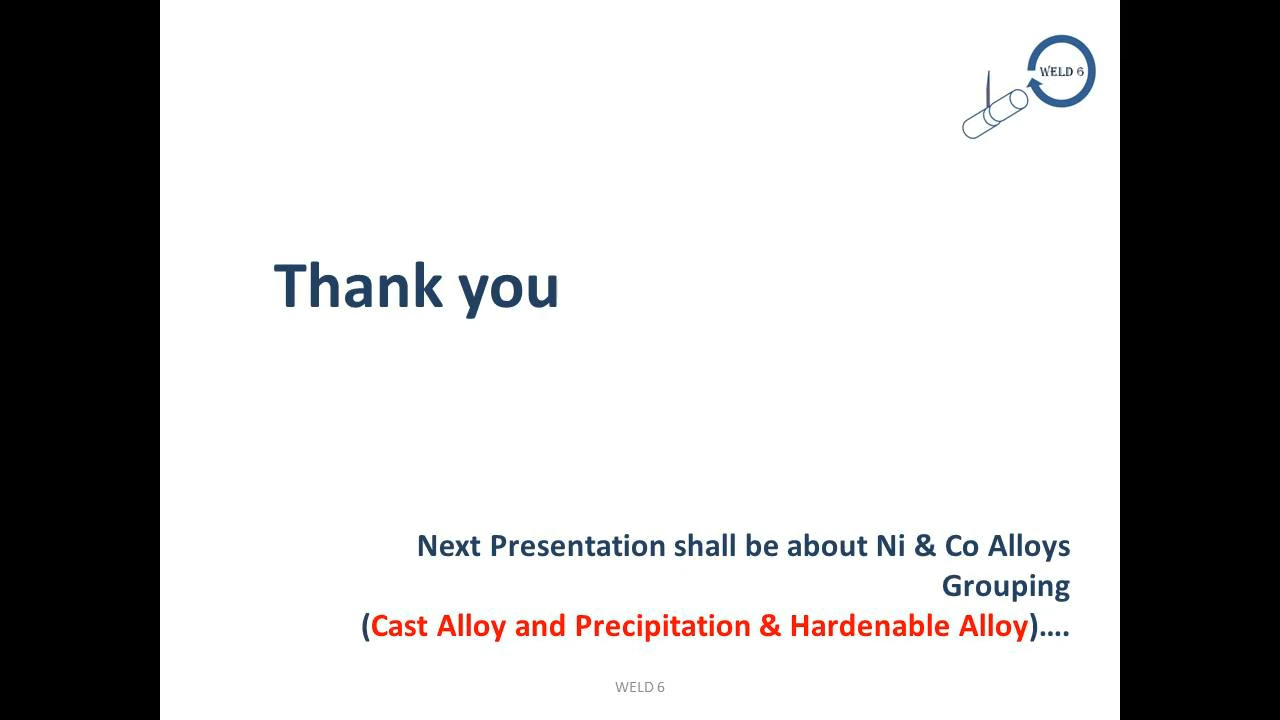 WELD 6
Thank you
Next Presentation shall be about Ni & Co Alloys
Grouping
(Cast Alloy and Precipitation & Hardenable Alloy)....
WELD 6